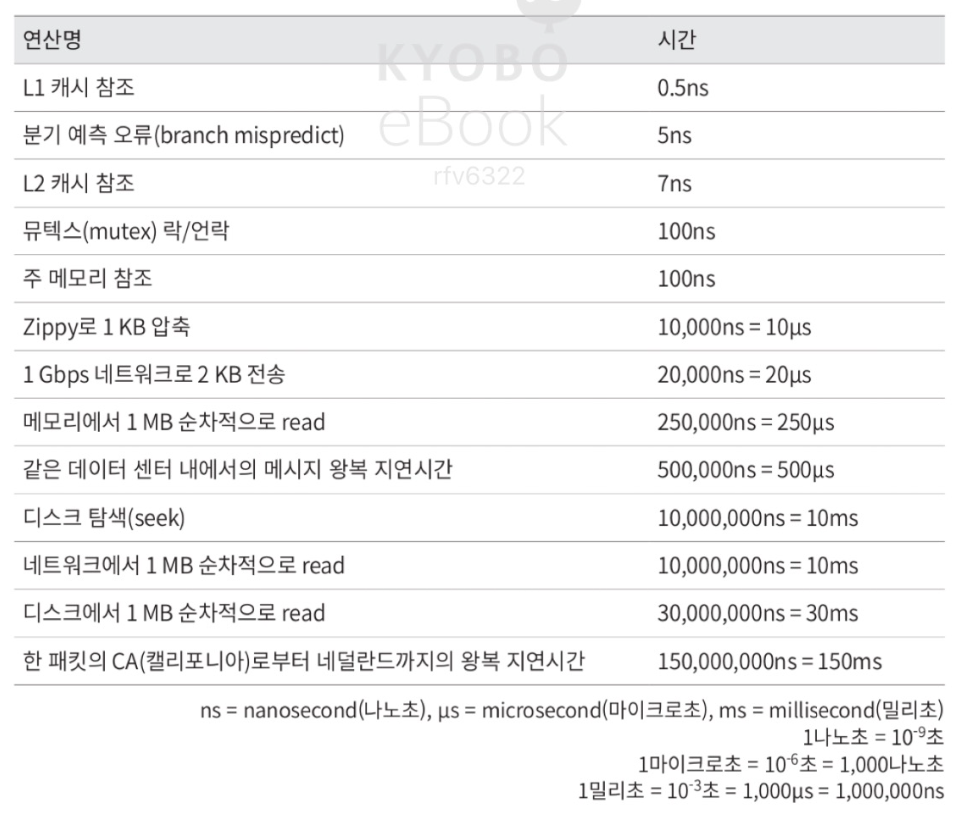 KYOBO
eBook
rfv6322
연산명 시간
L1 캐시 참조 0.5ns
분기 예측 오류(branch mispredict) 5ns
L2 캐시 참조 7ns
뮤텍스(mutex) 락/언락 100ns
주 메모리 참조 100ns
Zippy로 1 KB 압축 10,000ns = 10µs
1 Gbps 네트워크로 2 KB 전송 20,000ns = 20µs
메모리에서 1 MB 순차적으로 read 250,000ns = 250µs
같은 데이터 센터 내에서의 메시지 왕복 지연시간 500,000ns = 500µs
디스크 탐색(seek) 10,000,000ns = 10ms
네트워크에서 1 MB 순차적으로 read 10,000,000ns = 10ms
디스크에서 1 MB 순차적으로 read 30,000,000ns = 30ms
한 패킷의 CA(캘리포니아)로부터 네덜란드까지의 왕복 지연시간 150,000,000ns = 150ms
ns = nanosecond(나노초), µs = microsecond(마이크로초), ms = millisecond(밀리초)
1나노초 = 10⁻⁹초
1마이크로초 = 10⁻⁶초 = 1,000나노초
1밀리초 = 10⁻³초 = 1,000µs = 1,000,000ns